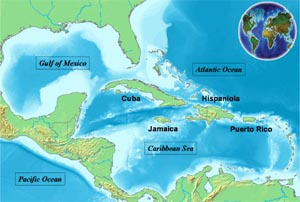 Gulf of Mexico
Atlantic Ocean
Cuba
Hispaniola
Jamaica
Puerto Rico
Caribbean Sea
Pacific Ocean